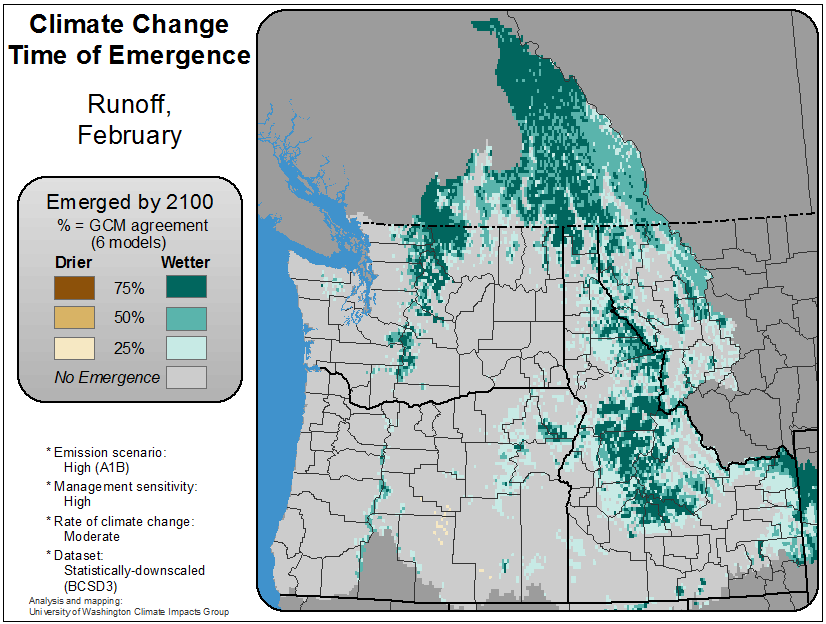 Climate Change
Time of Emergence
Runoff,
February
Emerged by 2100
% = GCM agreement
(6 models)
Drier Wetter
75%
50%
25%
No Emergence
* Emission scenario:
High (A1B)
* Management sensitivity:
High
* Rate of climate change:
Moderate
* Dataset:
Statistically-downscaled
(BCSD3)
Analysis and mapping:
University of Washington Climate Impacts Group